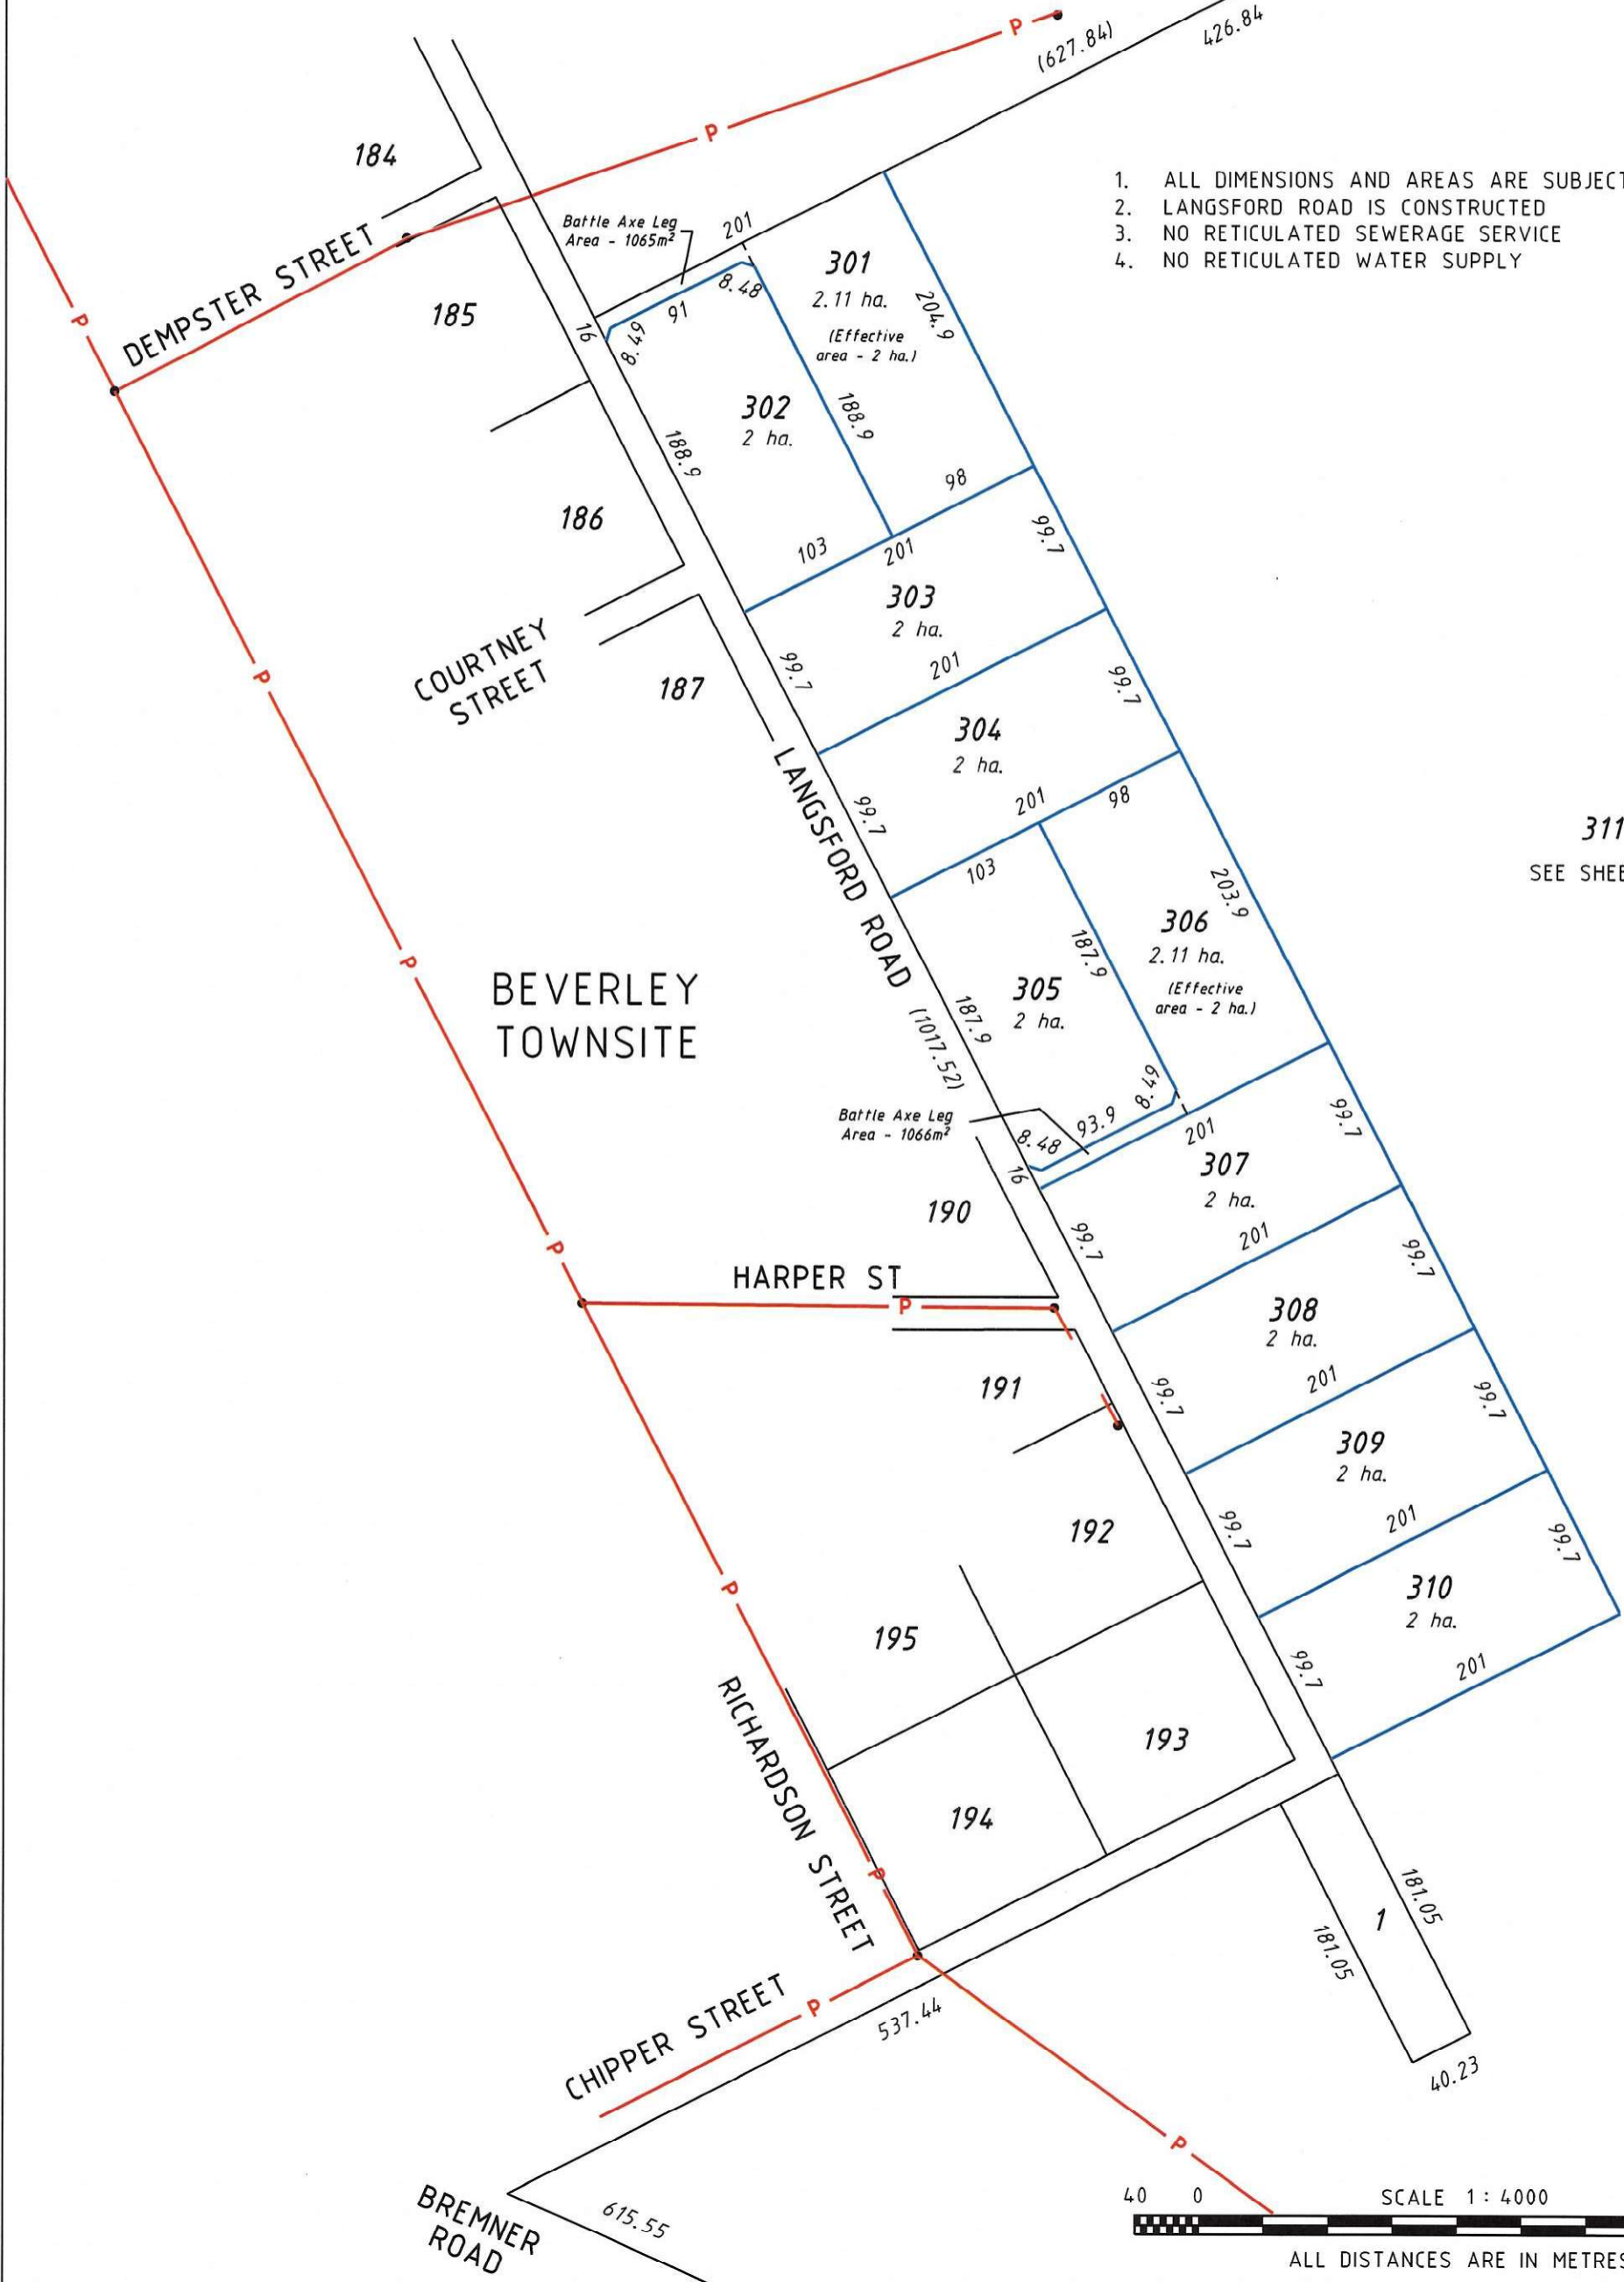 P
(627.84)
426.84
184
P
1. ALL DIMENSIONS AND AREAS ARE SUBJECT
2. LANGSFORD ROAD IS CONSTRUCTED
3. NO RETICULATED SEWERAGE SERVICE
4. NO RETICULATED WATER SUPPLY
DEMPSTER STREET
P
185
Battle Axe Leg
Area - 1065m²
201
16
8.49
91
8.48
301
2.11 ha.
(Effective
area - 2 ha.)
204.9
302
2 ha.
188.9
188.9
186
98
103
201
99.7
303
2 ha.
COURTNEY
STREET
P
187
99.7
201
99.7
304
2 ha.
LANGSFORD ROAD
(1017.52)
99.7
201
98
103
311
SEE SHEE
203.9
306
2.11 ha.
(Effective
area - 2 ha.)
187.9
305
2 ha.
187.9
P
BEVERLEY
TOWNSITE
Battle Axe Leg
Area - 1066m²
8.48
93.9
8.49
16
201
99.7
307
2 ha.
190
99.7
201
99.7
HARPER ST
P
P
308
2 ha.
191
99.7
201
99.7
309
2 ha.
192
99.7
201
99.7
310
2 ha.
P
195
99.7
201
RICHARDSON STREET
193
194
P
181.05
1
181.05
40.23
CHIPPER STREET
P
537.44
P
BREMNER
ROAD
615.55
40 0
SCALE 1 : 4000
ALL DISTANCES ARE IN METRES